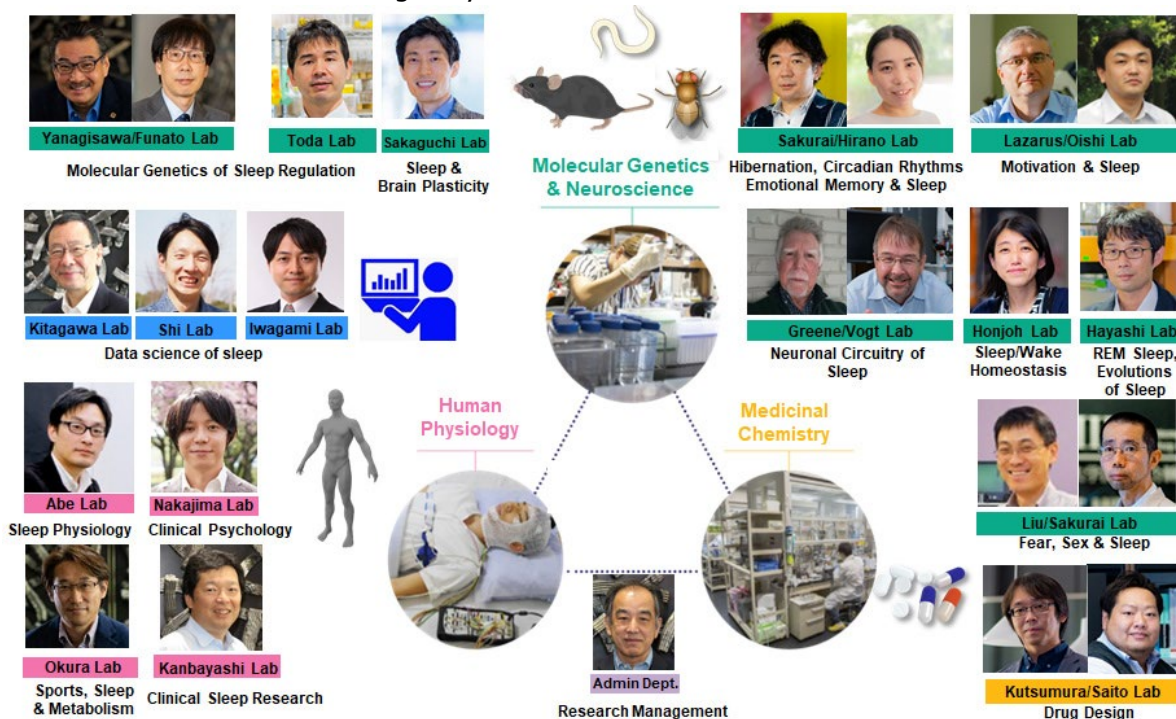 Yanagisawa/Funato Lab
Toda Lab
Sakaguchi Lab
Molecular Genetics of Sleep Regulation
Sleep &
Brain Plasticity
Molecular Genetics
& Neuroscience
Sakurai/Hirano Lab
Hibernation, Circadian Rhythms
Emotional Memory & Sleep
Lazarus/Oishi Lab
Motivation & Sleep
Kitagawa Lab
Shi Lab
Iwagami Lab
Data science of sleep
Greene/Vogt Lab
Neuronal Circuitry of
Sleep
Honjoh Lab
Sleep/Wake
Homeostasis
Hayashi Lab
REM Sleep,
Evolutions
of Sleep
Human
Physiology
Medicinal
Chemistry
Abe Lab
Sleep Physiology
Nakajima Lab
Clinical Psychology
Liu/Sakurai Lab
Fear, Sex & Sleep
Okura Lab
Sports, Sleep
& Metabolism
Kanbayashi Lab
Clinical Sleep Research
Admin Dept.
Research Management
Kutsumura/Saito Lab
Drug Design